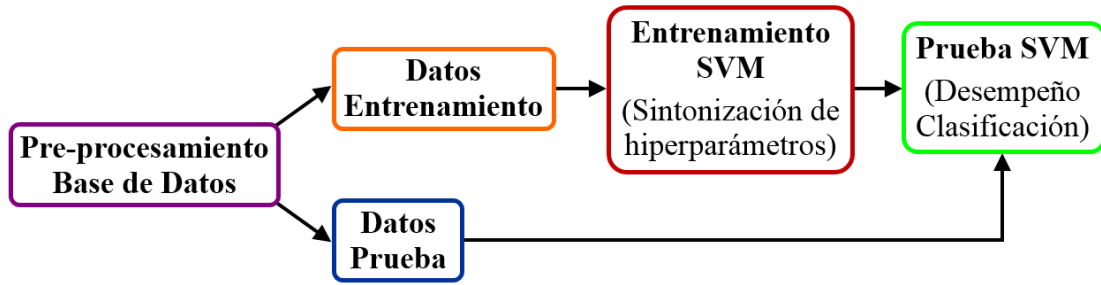 Pre-procesamiento
Base de Datos
Datos
Entrenamiento
Datos
Prueba
Entrenamiento
SVM
(Sintonización de
hiperparámetros)
Prueba SVM
(Desempeño
Clasificación)